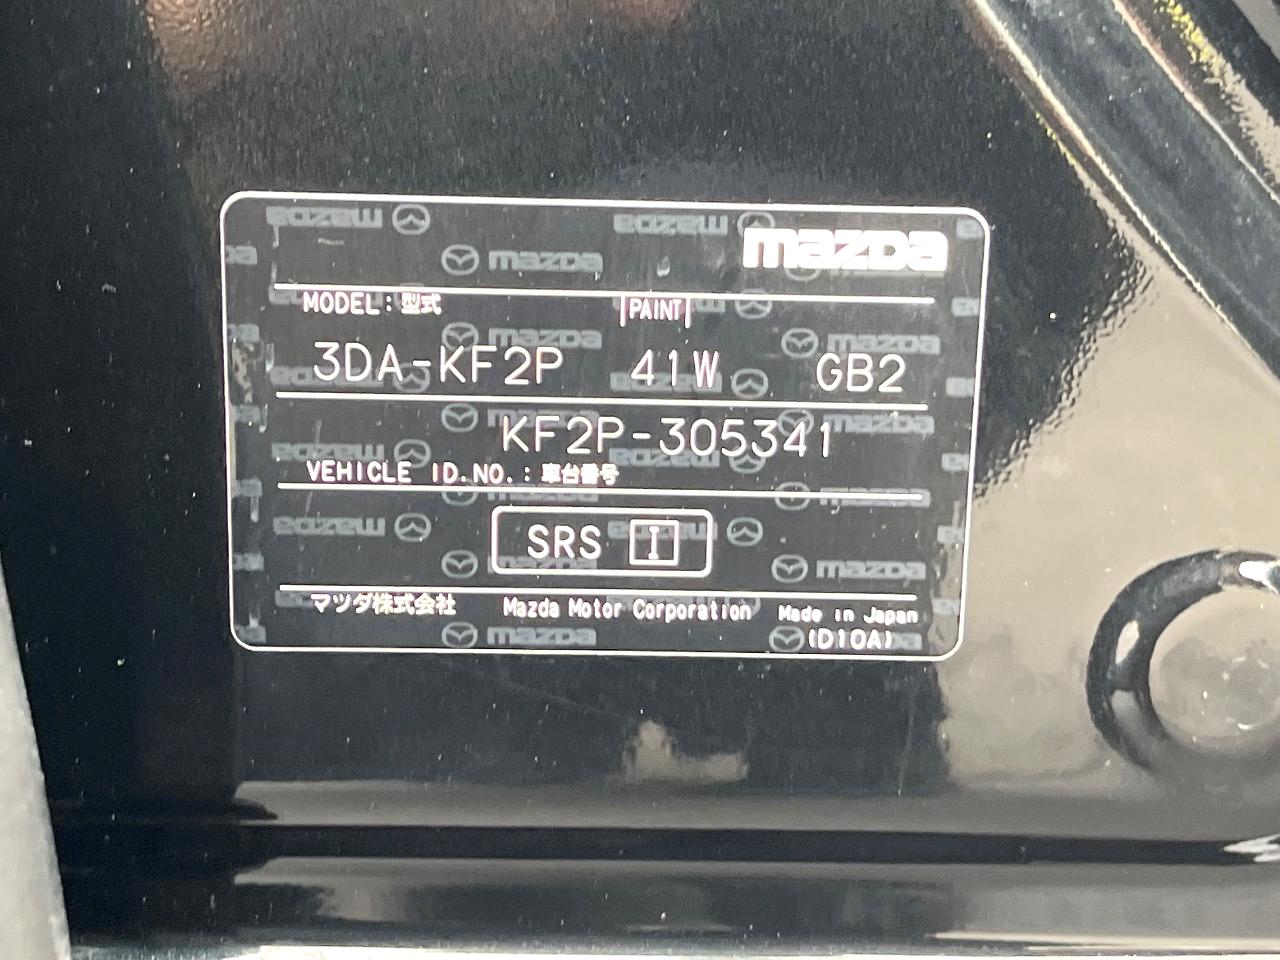 mazda
MODEL:型式 PAINT
3DA-KF2P 41W GB2
KF2P-305341
VEHICLE ID.NO.:車台番号
SRS I
マツダ株式会社 Mazda Motor Corporation Made in Japan
(D10A)